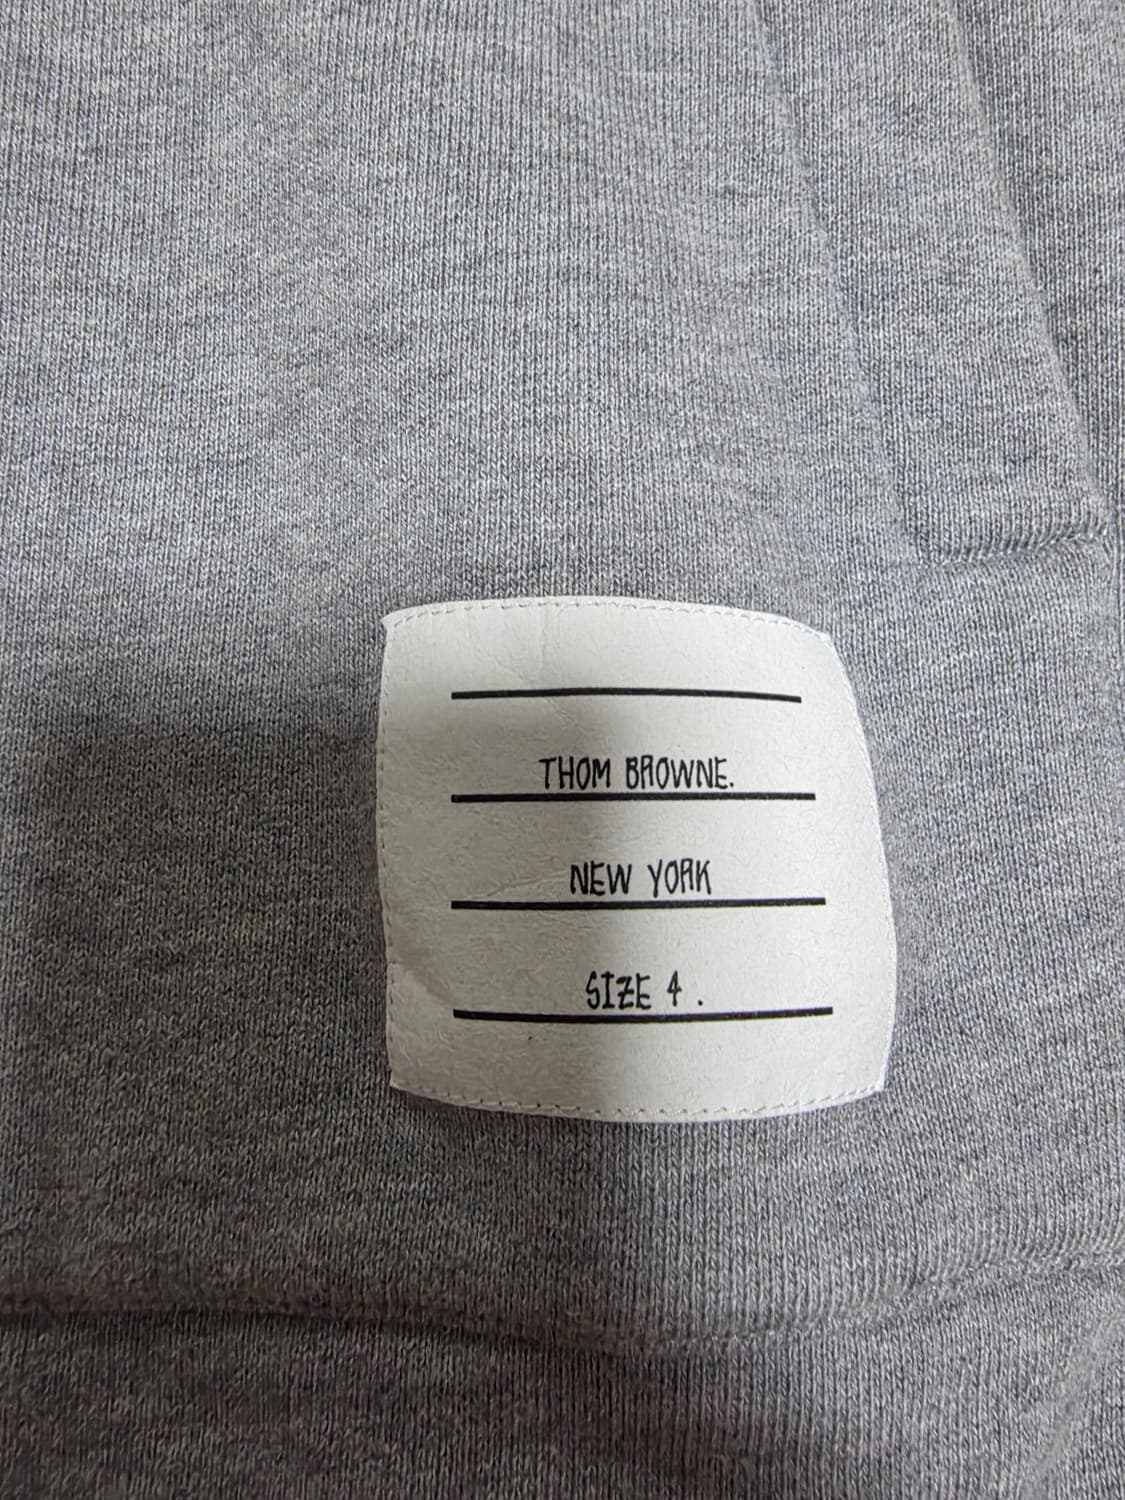 THOM BROWNE.
NEW YORK
SIZE 4 .